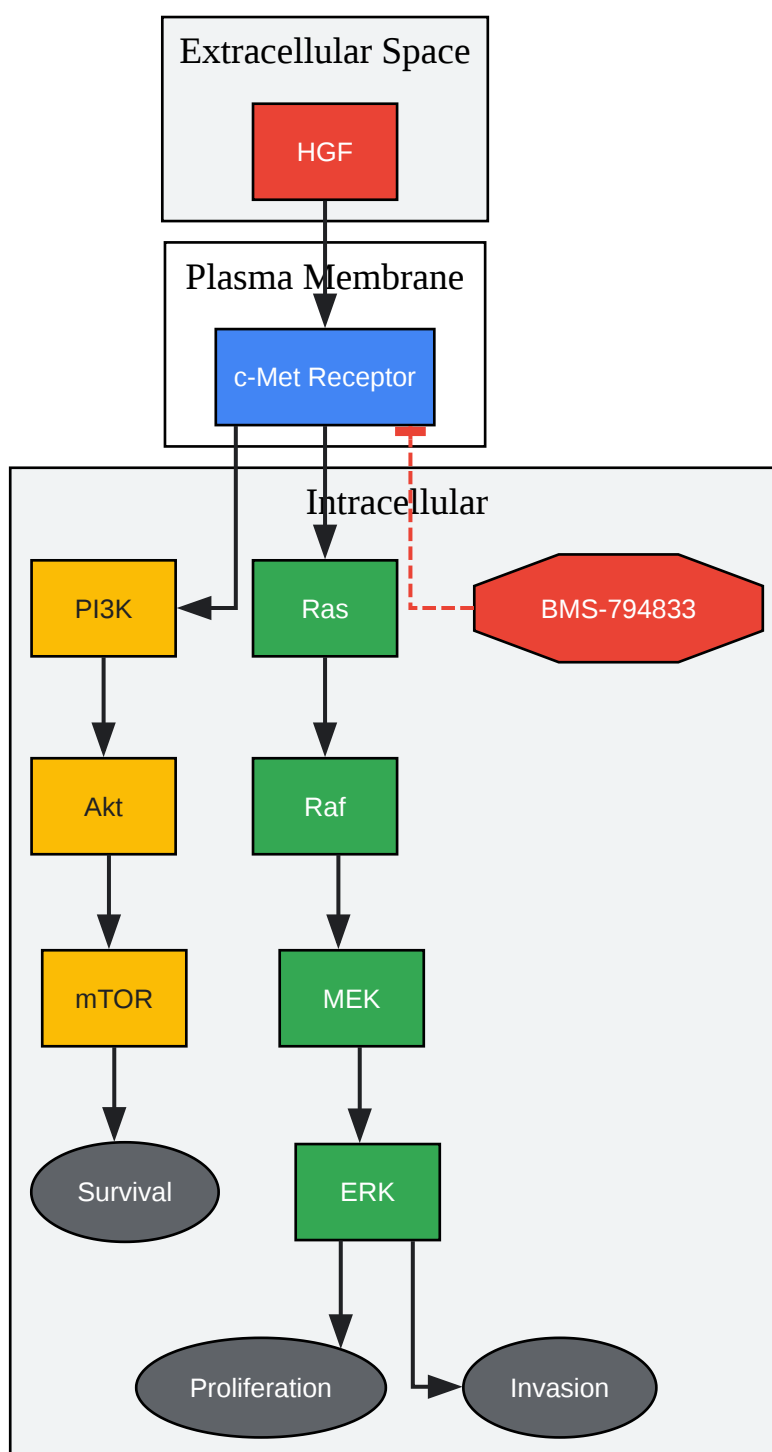 Extracellular Space
HGF
Plasma Membrane
c-Met Receptor
Intracellular
PI3K
Ras
BMS-794833
Akt
Raf
mTOR
MEK
Survival
ERK
Proliferation
Invasion